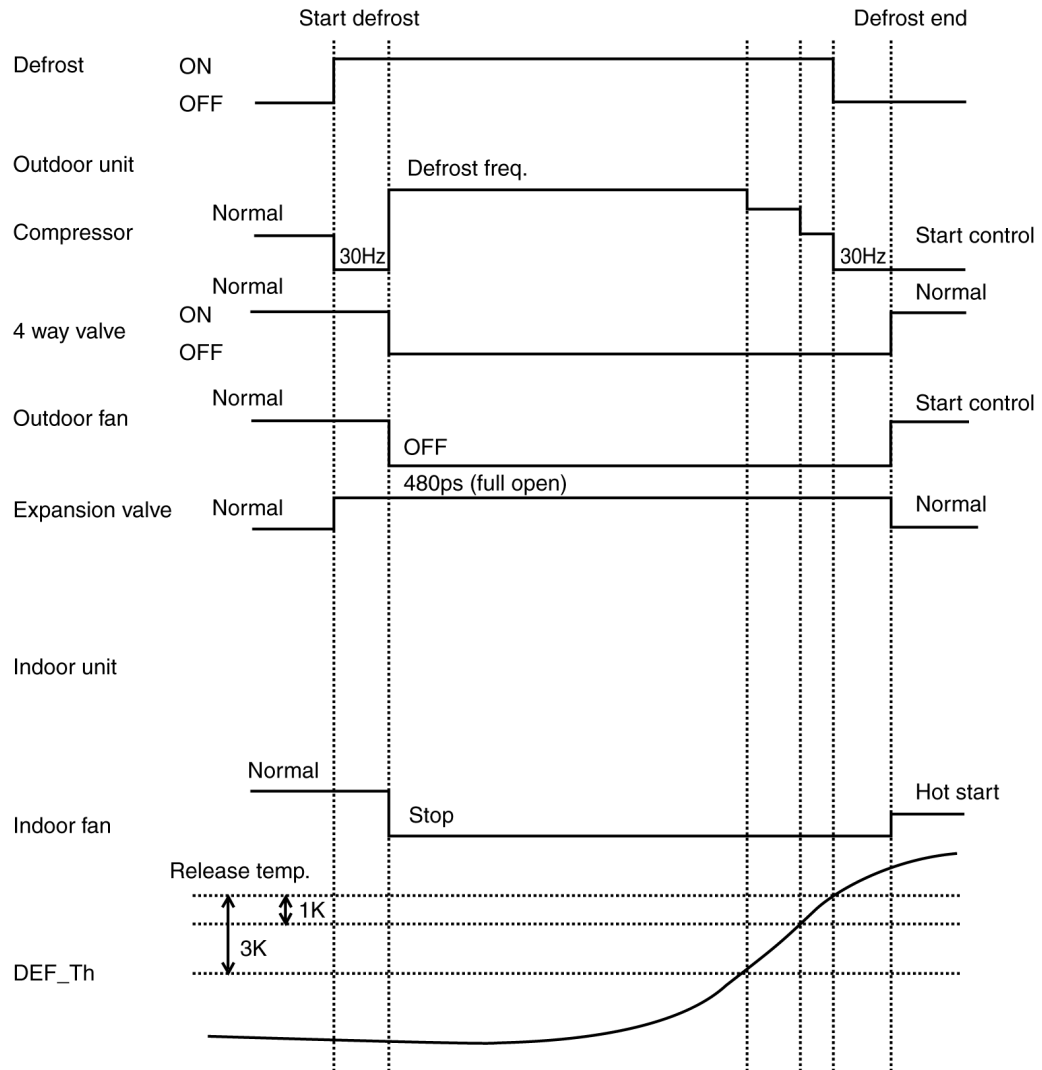 Start defrost
Defrost end
Defrost
ON
OFF
Outdoor unit
Defrost freq.
Normal
Compressor
30Hz
30Hz
Start control
Normal
Normal
ON
4 way valve
OFF
Normal
Start control
Outdoor fan
OFF
480ps (full open)
Expansion valve
Normal
Normal
Indoor unit
Normal
Hot start
Indoor fan
Stop
Release temp.
1K
3K
DEF_Th